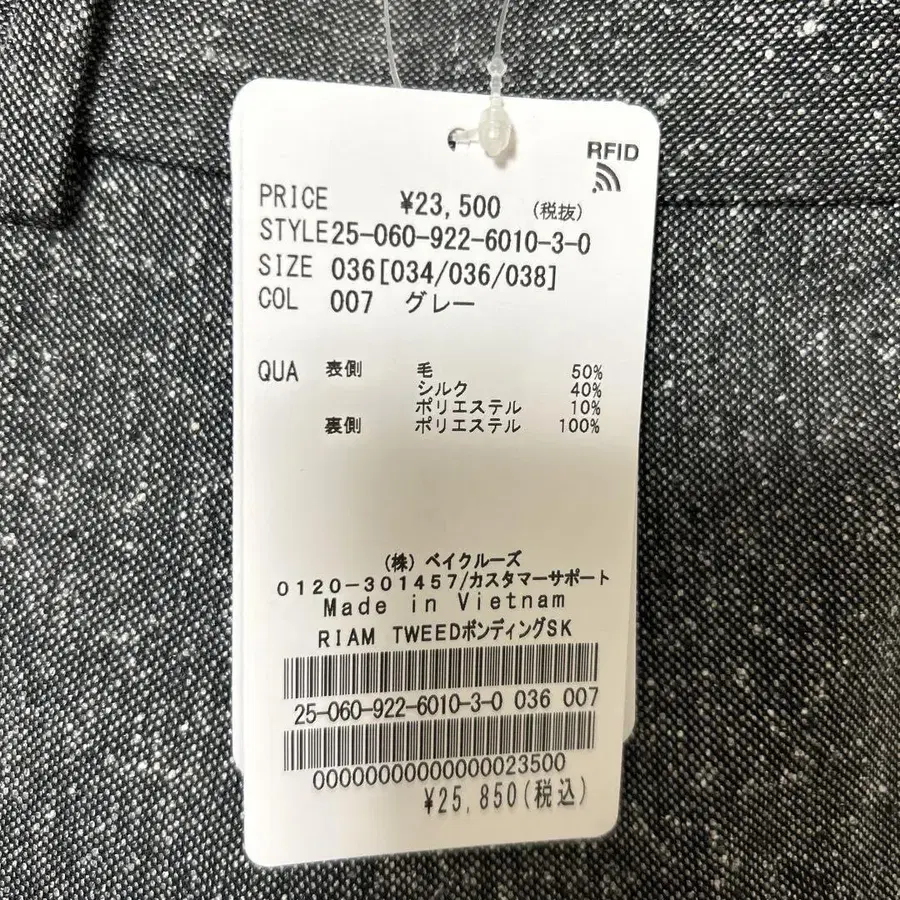 RFID
PRICE ¥23,500 (税抜)
STYLE 25-060-922-6010-3-0
SIZE 036[034/036/038]
COL 007 グレー
QUA 表側 毛 50%
シルク 40%
ポリエステル 10%
裏側 ポリエステル 100%
(株) ベイクルーズ
0120-301457/カスタマーサポート
Made in Vietnam
RIAM TWEEDボンディングSK
25-060-922-6010-3-0 036 007
00000000000000023500
¥25,850(税込)